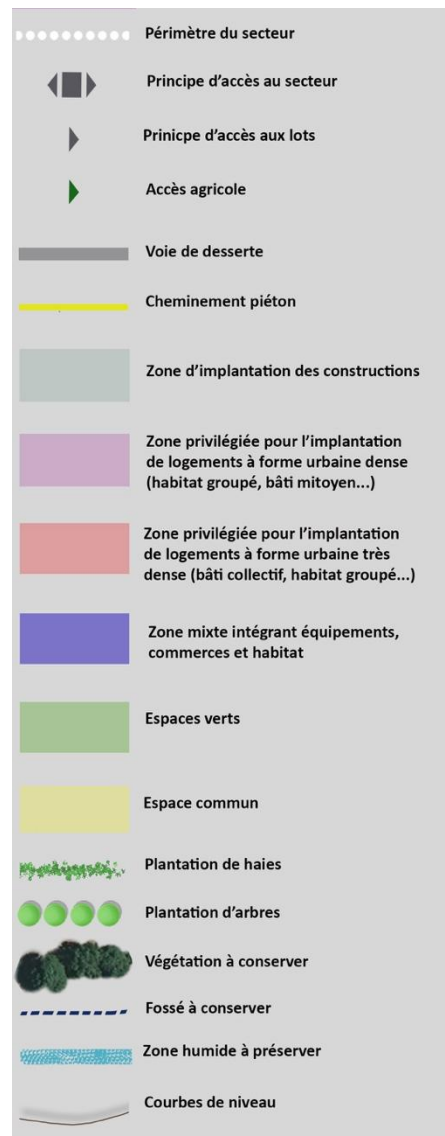 Périmètre du secteur
Principe d'accès au secteur
Prinicpe d'accès aux lots
Accès agricole
Voie de desserte
Cheminement piéton
Zone d'implantation des constructions
Zone privilégiée pour l'implantation
de logements à forme urbaine dense
(habitat groupé, bâti mitoyen...)
Zone privilégiée pour l'implantation
de logements à forme urbaine très
dense (bâti collectif, habitat groupé...)
Zone mixte intégrant équipements,
commerces et habitat
Espaces verts
Espace commun
Plantation de haies
Plantation d'arbres
Végétation à conserver
Fossé à conserver
Zone humide à préserver
Courbes de niveau